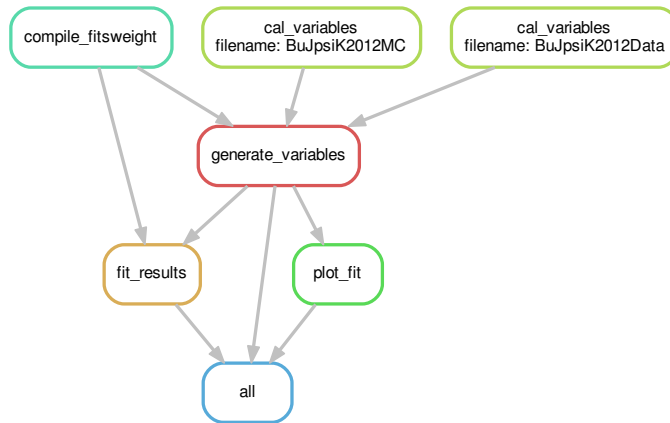 compile_fitsweight
cal_variables
filename: BuJpsiK2012MC
cal_variables
filename: BuJpsiK2012Data
generate_variables
fit_results
plot_fit
all